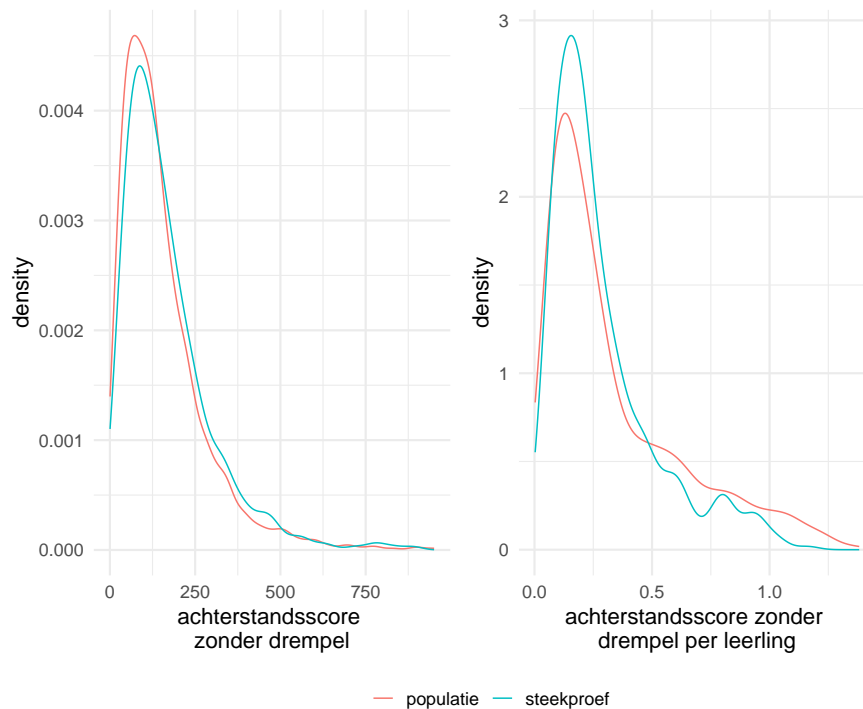 density
0.004
0.003
0.002
0.001
0.000
0 250 500 750
achterstandsscore
zonder drempel
density
3
2
1
0
0.0 0.5 1.0
achterstandsscore zonder
drempel per leerling
populatie steekproef